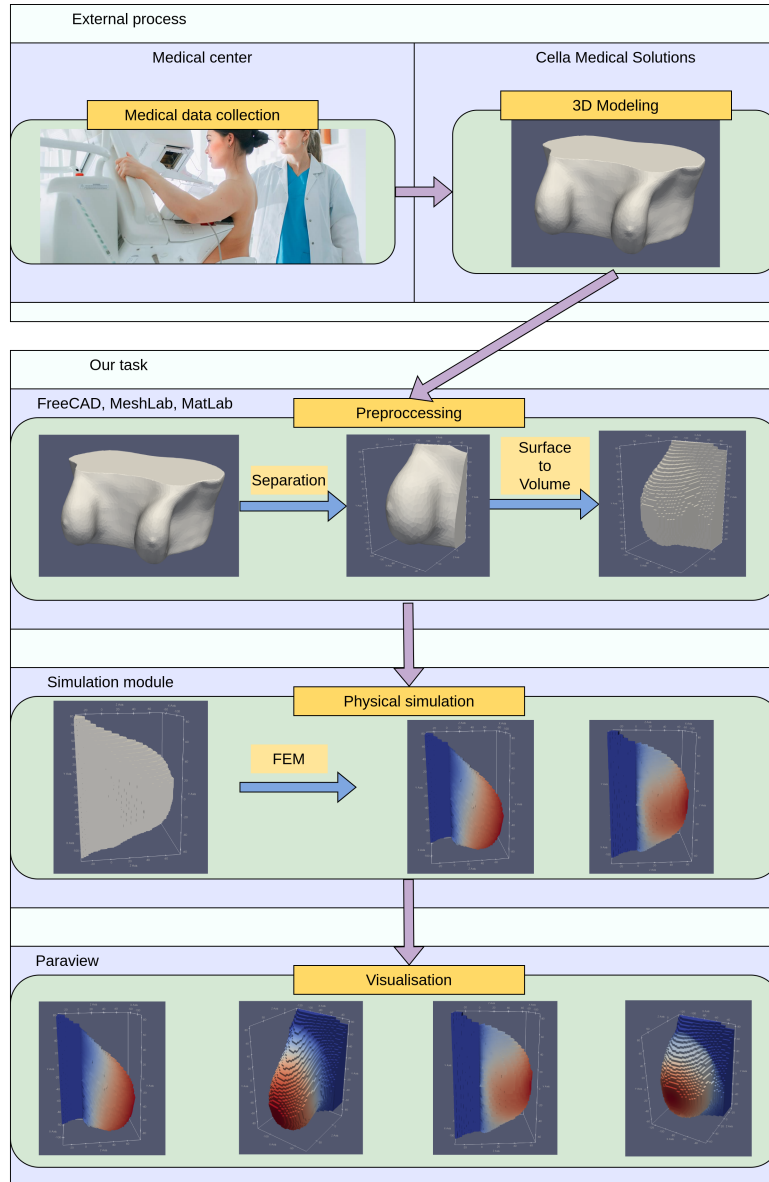 External process
Medical center
Cella Medical Solutions
Medical data collection
3D Modeling
Our task
FreeCAD, MeshLab, MatLab
Preproccessing
Separation
Surface
to
Volume
Simulation module
Physical simulation
FEM
Paraview
Visualisation